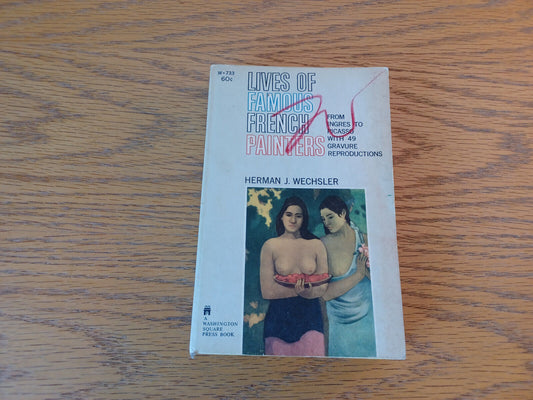 W•733
60c
LIVES OF
FAMOUS
FRENCH
PAINTERS
FROM
INGRES TO
PICASSO
WITH 49
GRAVURE
REPRODUCTIONS
HERMAN J. WECHSLER
A
WASHINGTON
SQUARE
PRESS BOOK